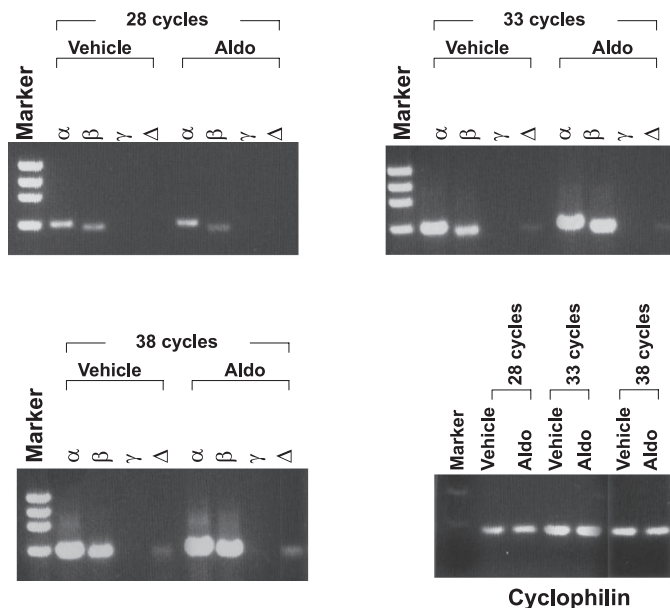 28 cycles
Vehicle Aldo
Marker α β γ Δ α β γ Δ
33 cycles
Vehicle Aldo
Marker α β γ Δ α β γ Δ
38 cycles
Vehicle Aldo
Marker α β γ Δ α β γ Δ
28 cycles 33 cycles 38 cycles
Marker Vehicle Aldo Vehicle Aldo Vehicle Aldo
Cyclophilin